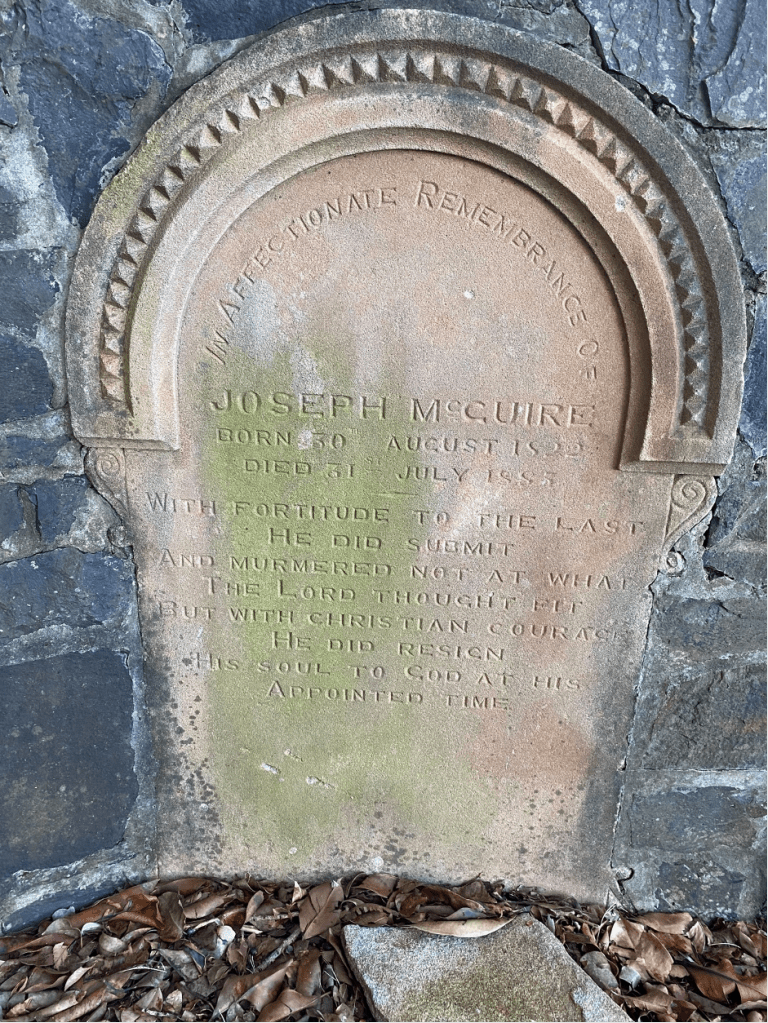 In Affectionate Remembrance of
JOSEPH McGUIRE
BORN 30TH AUGUST 1822
DIED 31ST JULY 1883
WITH FORTITUDE TO THE LAST
HE DID SUBMIT
AND MURMERED NOT AT WHAT
THE LORD THOUGHT FIT
BUT WITH CHRISTIAN COURAGE
HE DID RESIGN
HIS SOUL TO GOD AT HIS
APPOINTED TIME